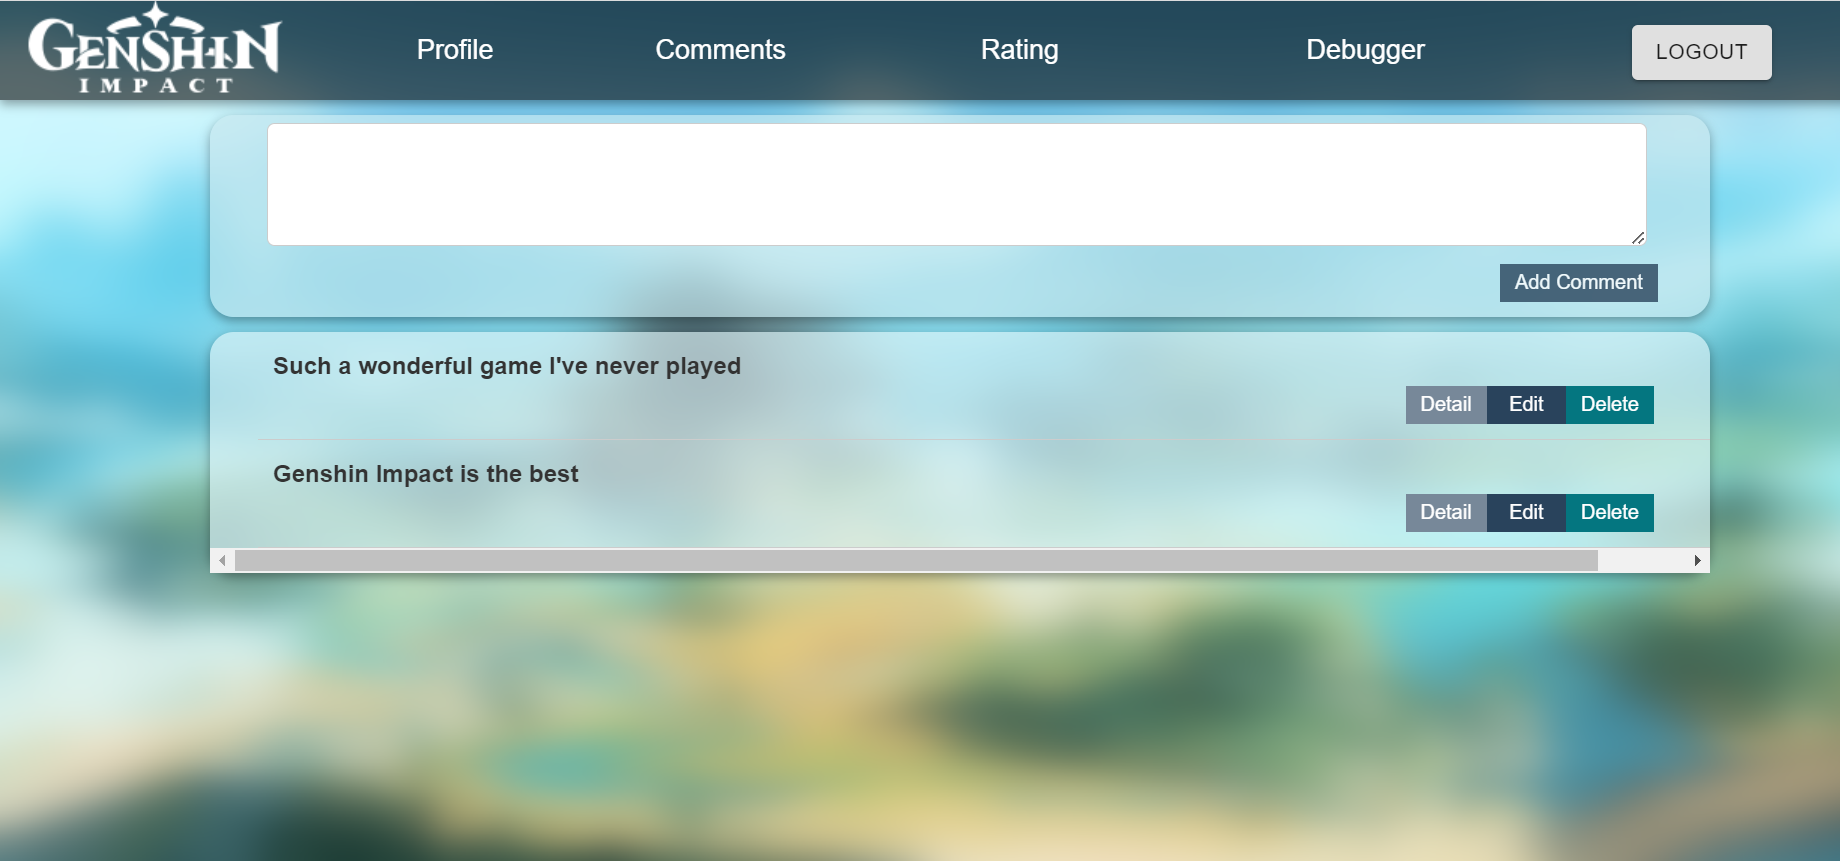 GENSHIN
IMPACT
Profile
Comments
Rating
Debugger
LOGOUT
Add Comment
Such a wonderful game I've never played
Detail
Edit
Delete
Genshin Impact is the best
Detail
Edit
Delete